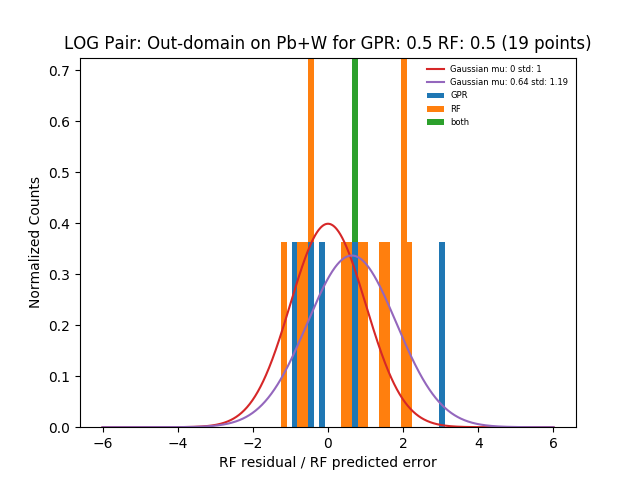 LOG Pair: Out-domain on Pb+W for GPR: 0.5 RF: 0.5 (19 points)
Gaussian mu: 0 std: 1
Gaussian mu: 0.64 std: 1.19
GPR
RF
both
Normalized Counts
0.7
0.6
0.5
0.4
0.3
0.2
0.1
0.0
−6 −4 −2 0 2 4 6
RF residual / RF predicted error